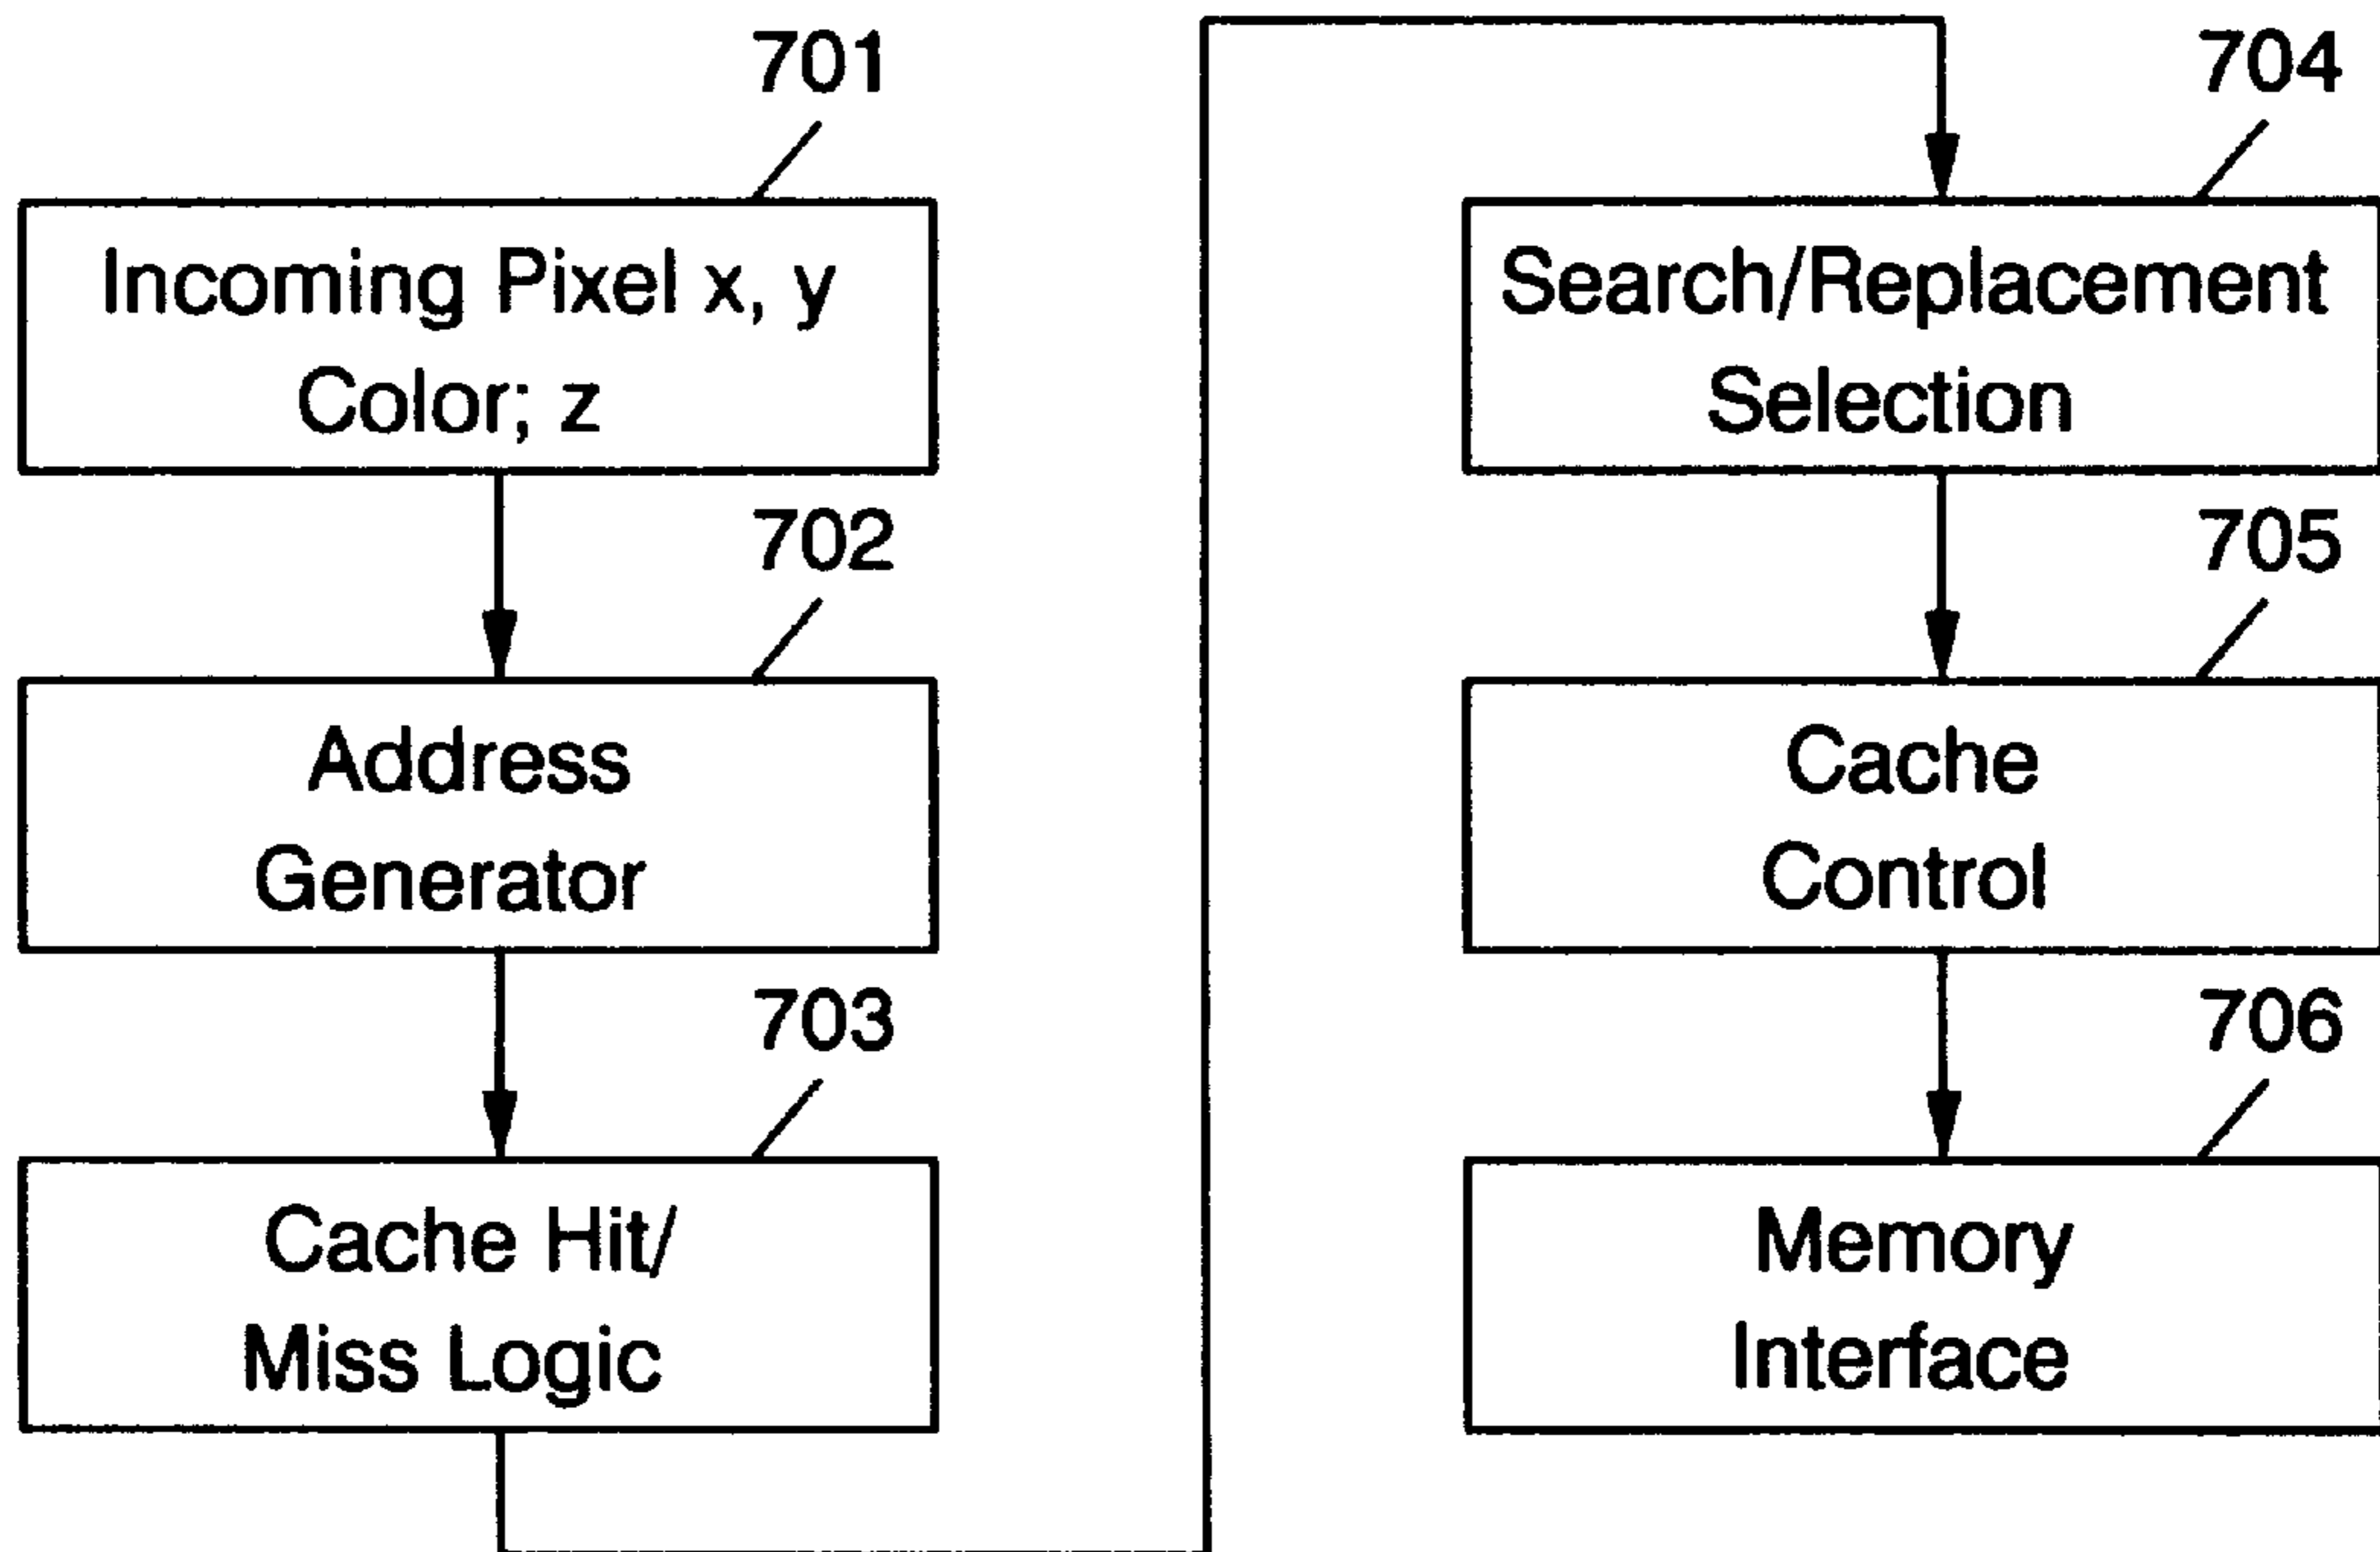 701
Incoming Pixel x, y
Color; z
702
Address
Generator
703
Cache Hit/
Miss Logic
704
Search/Replacement
Selection
705
Cache
Control
706
Memory
Interface